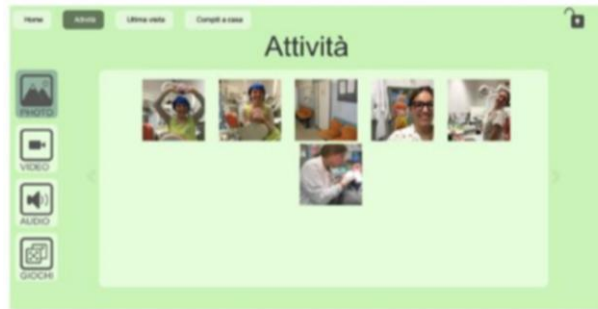 Home
Attività
Ultima visita
Compiti a casa
Attività
PHOTO
VIDEO
AUDIO
GIOCHI